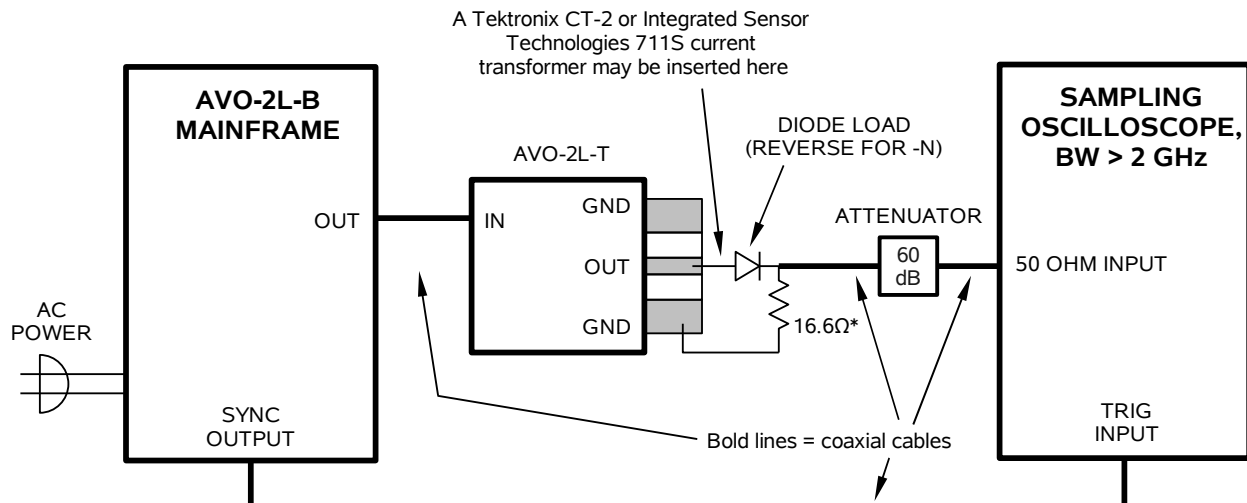 A Tektronix CT-2 or Integrated Sensor
Technologies 711S current
transformer may be inserted here
AVO-2L-B
MAINFRAME
OUT
AC
POWER
SYNC
OUTPUT
AVO-2L-T
IN
GND
OUT
GND
DIODE LOAD
(REVERSE FOR -N)
16.6Ω*
ATTENUATOR
60
dB
SAMPLING
OSCILLOSCOPE,
BW > 2 GHz
50 OHM INPUT
TRIG
INPUT
Bold lines = coaxial cables